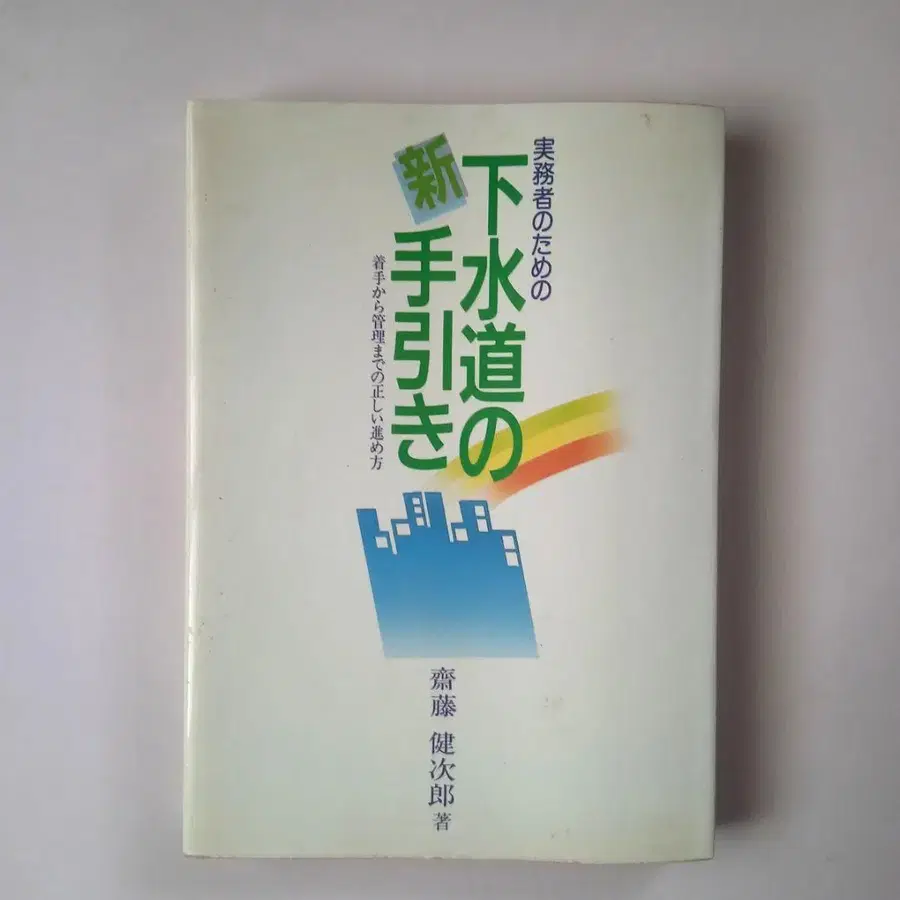 実務者のための
下水道の
新手引き
着手から管理までの正しい進め方
齋藤 健次郎 著